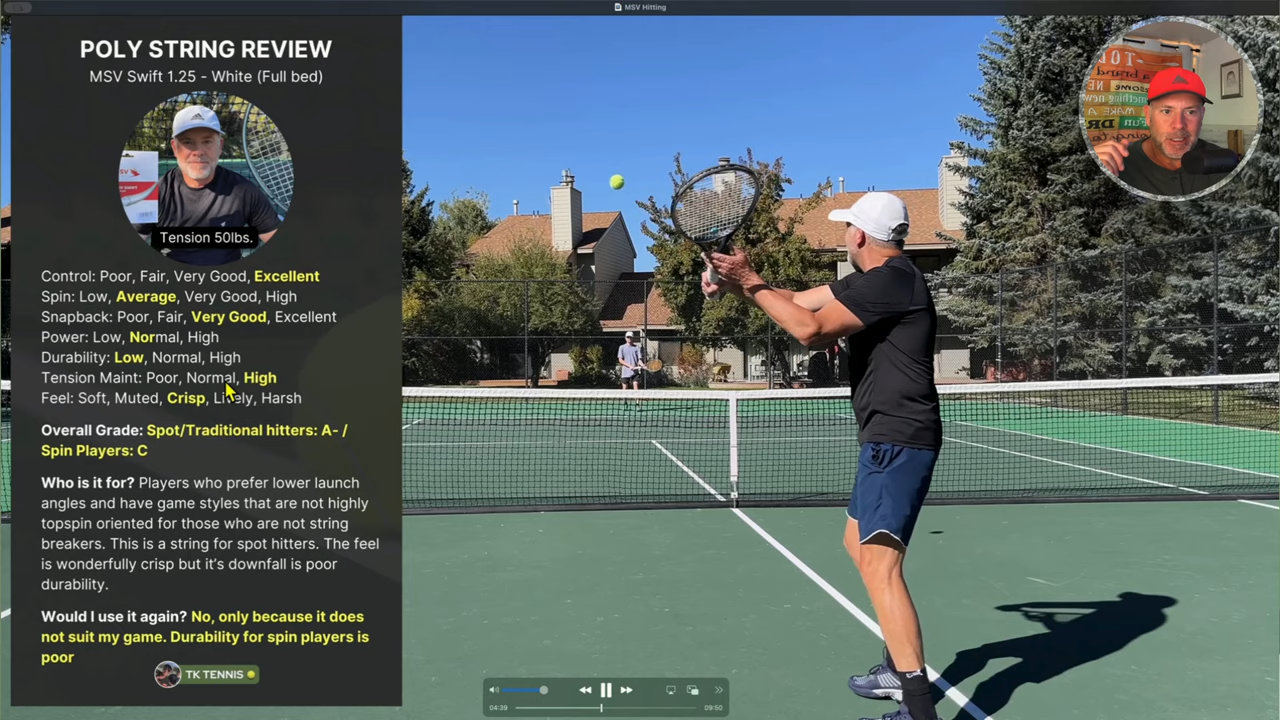 MSV Hitting
POLY STRING REVIEW
MSV Swift 1.25 - White (Full bed)
Tension 50lbs.
Control: Poor, Fair, Very Good, Excellent
Spin: Low, Average, Very Good, High
Snapback: Poor, Fair, Very Good, Excellent
Power: Low, Normal, High
Durability: Low, Normal, High
Tension Maint: Poor, Normal, High
Feel: Soft, Muted, Crisp, Lively, Harsh
Overall Grade: Spot/Traditional hitters: A- /
Spin Players: C
Who is it for? Players who prefer lower launch
angles and have game styles that are not highly
topspin oriented for those who are not string
breakers. This is a string for spot hitters. The feel
is wonderfully crisp but it's downfall is poor
durability.
Would I use it again? No, only because it does
not suit my game. Durability for spin players is
poor
TK TENNIS
04:39
09:50